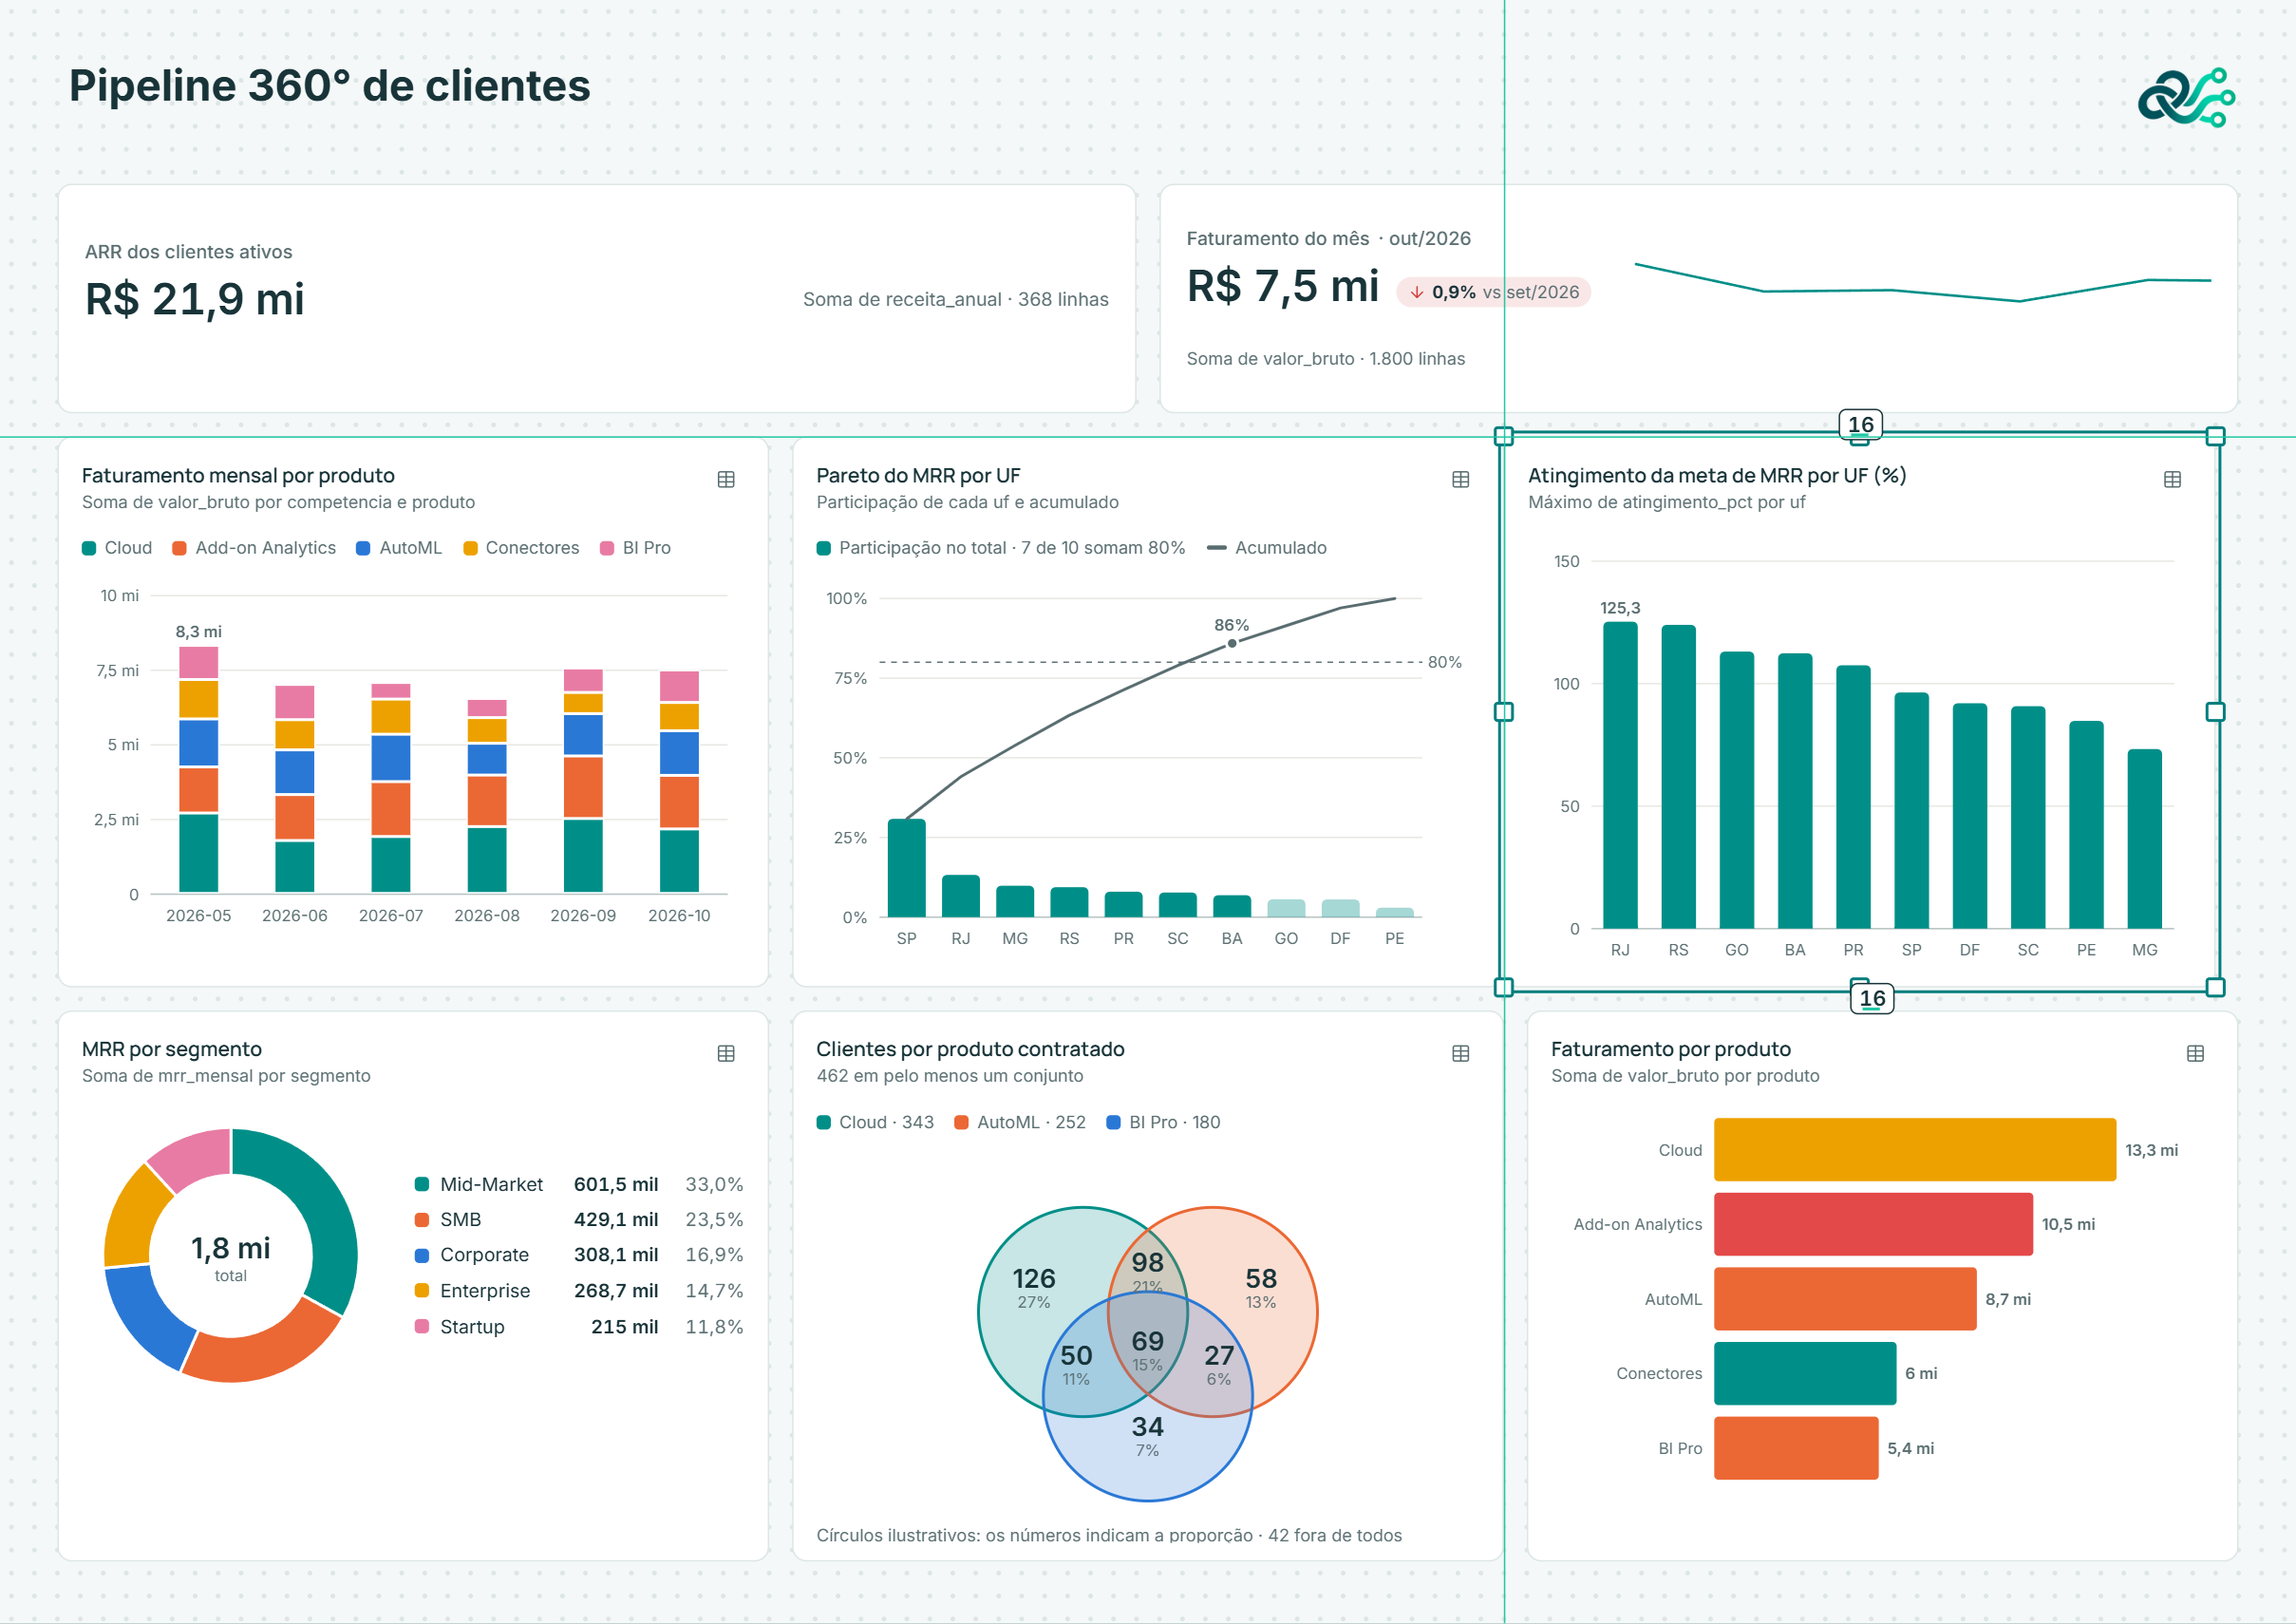 Pipeline 360° de clientes
ARR dos clientes ativos
R$ 21,9 mi
Soma de receita_anual · 368 linhas
Faturamento do mês · out/2026
R$ 7,5 mi
↓ 0,9% vs set/2026
Soma de valor_bruto · 1.800 linhas
Faturamento mensal por produto
Soma de valor_bruto por competencia e produto
Cloud Add-on Analytics AutoML Conectores BI Pro
10 mi
8,3 mi
7,5 mi
5 mi
2,5 mi
0
2026-05 2026-06 2026-07 2026-08 2026-09 2026-10
Pareto do MRR por UF
Participação de cada uf e acumulado
Participação no total · 7 de 10 somam 80% Acumulado
100%
86%
80%
75%
50%
25%
0%
SP RJ MG RS PR SC BA GO DF PE
16
Atingimento da meta de MRR por UF (%)
Máximo de atingimento_pct por uf
150
125,3
100
50
0
RJ RS GO BA PR SP DF SC PE MG
16
MRR por segmento
Soma de mrr_mensal por segmento
1,8 mi
total
Mid-Market 601,5 mil 33,0%
SMB 429,1 mil 23,5%
Corporate 308,1 mil 16,9%
Enterprise 268,7 mil 14,7%
Startup 215 mil 11,8%
Clientes por produto contratado
462 em pelo menos um conjunto
Cloud · 343 AutoML · 252 BI Pro · 180
98
21%
126
27%
58
13%
69
15%
50
11%
27
6%
34
7%
Círculos ilustrativos: os números indicam a proporção · 42 fora de todos
Faturamento por produto
Soma de valor_bruto por produto
Cloud 13,3 mi
Add-on Analytics 10,5 mi
AutoML 8,7 mi
Conectores 6 mi
BI Pro 5,4 mi